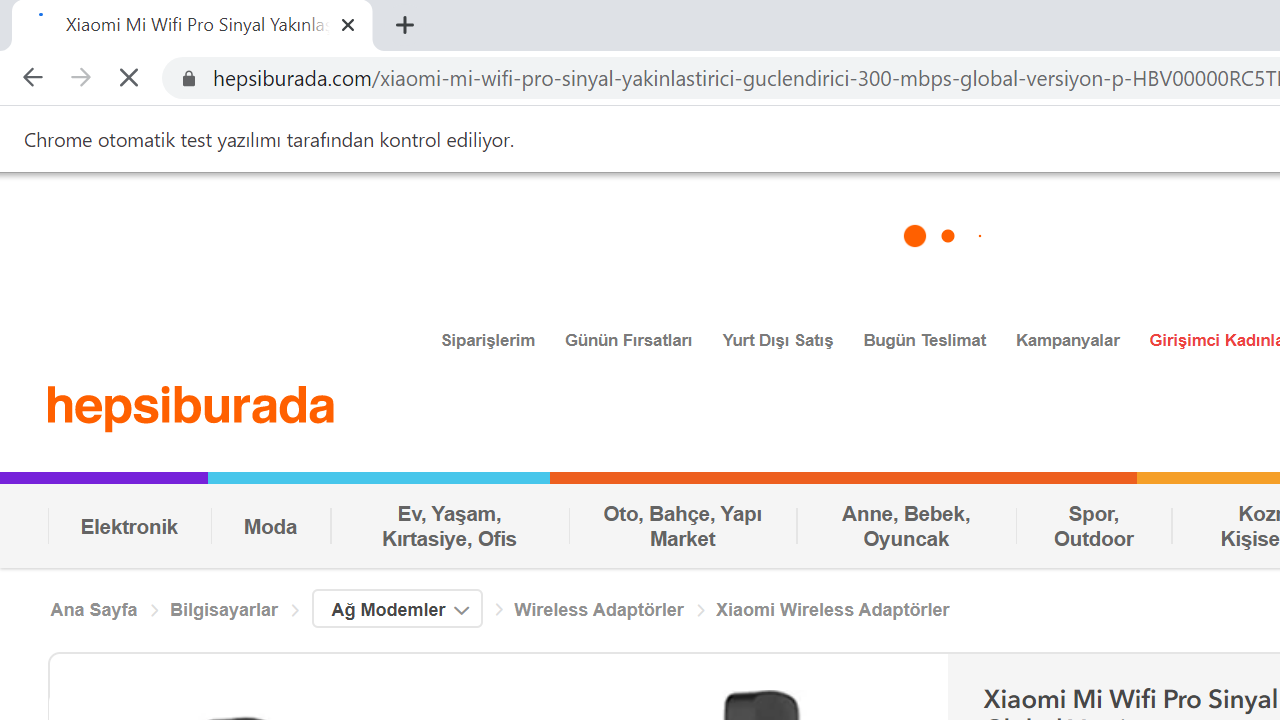 Xiaomi Mi Wifi Pro Sinyal Yakınlaş
hepsiburada.com/xiaomi-mi-wifi-pro-sinyal-yakinlastirici-guclendirici-300-mbps-global-versiyon-p-HBV00000RC5T
Chrome otomatik test yazılımı tarafından kontrol ediliyor.
Siparişlerim Günün Fırsatları Yurt Dışı Satış Bugün Teslimat Kampanyalar Girişimci Kadınla
hepsiburada
Elektronik
Moda
Ev, Yaşam,
Kırtasiye, Ofis
Oto, Bahçe, Yapı
Market
Anne, Bebek,
Oyuncak
Spor,
Outdoor
Koz
Kişise
Ana Sayfa Bilgisayarlar Ağ Modemler Wireless Adaptörler Xiaomi Wireless Adaptörler
Xiaomi Mi Wifi Pro Sinyal